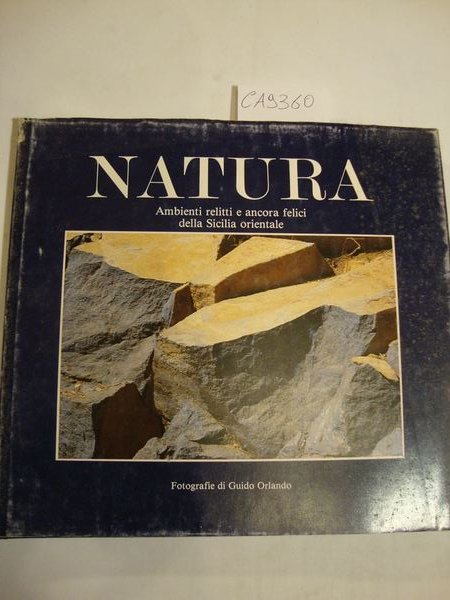 CA9360
NATURA
Ambienti relitti e ancora felici
della Sicilia orientale
Fotografie di Guido Orlando